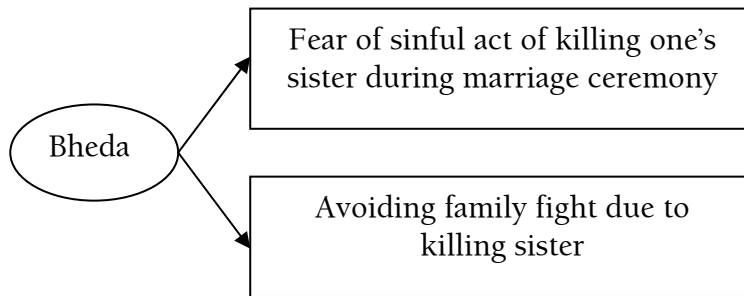 Fear of sinful act of killing one’s
sister during marriage ceremony
Bheda
Avoiding family fight due to
killing sister